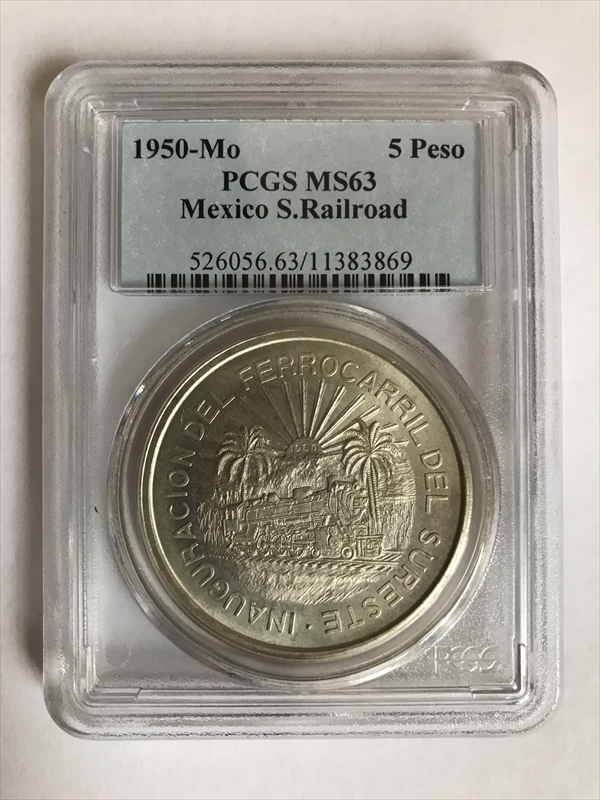 1950-Mo 5 Peso
PCGS MS63
Mexico S.Railroad
526056.63/11383869
INAUGURACION DEL FERROCARRIL DEL SURESTE ·
1950
PCGS